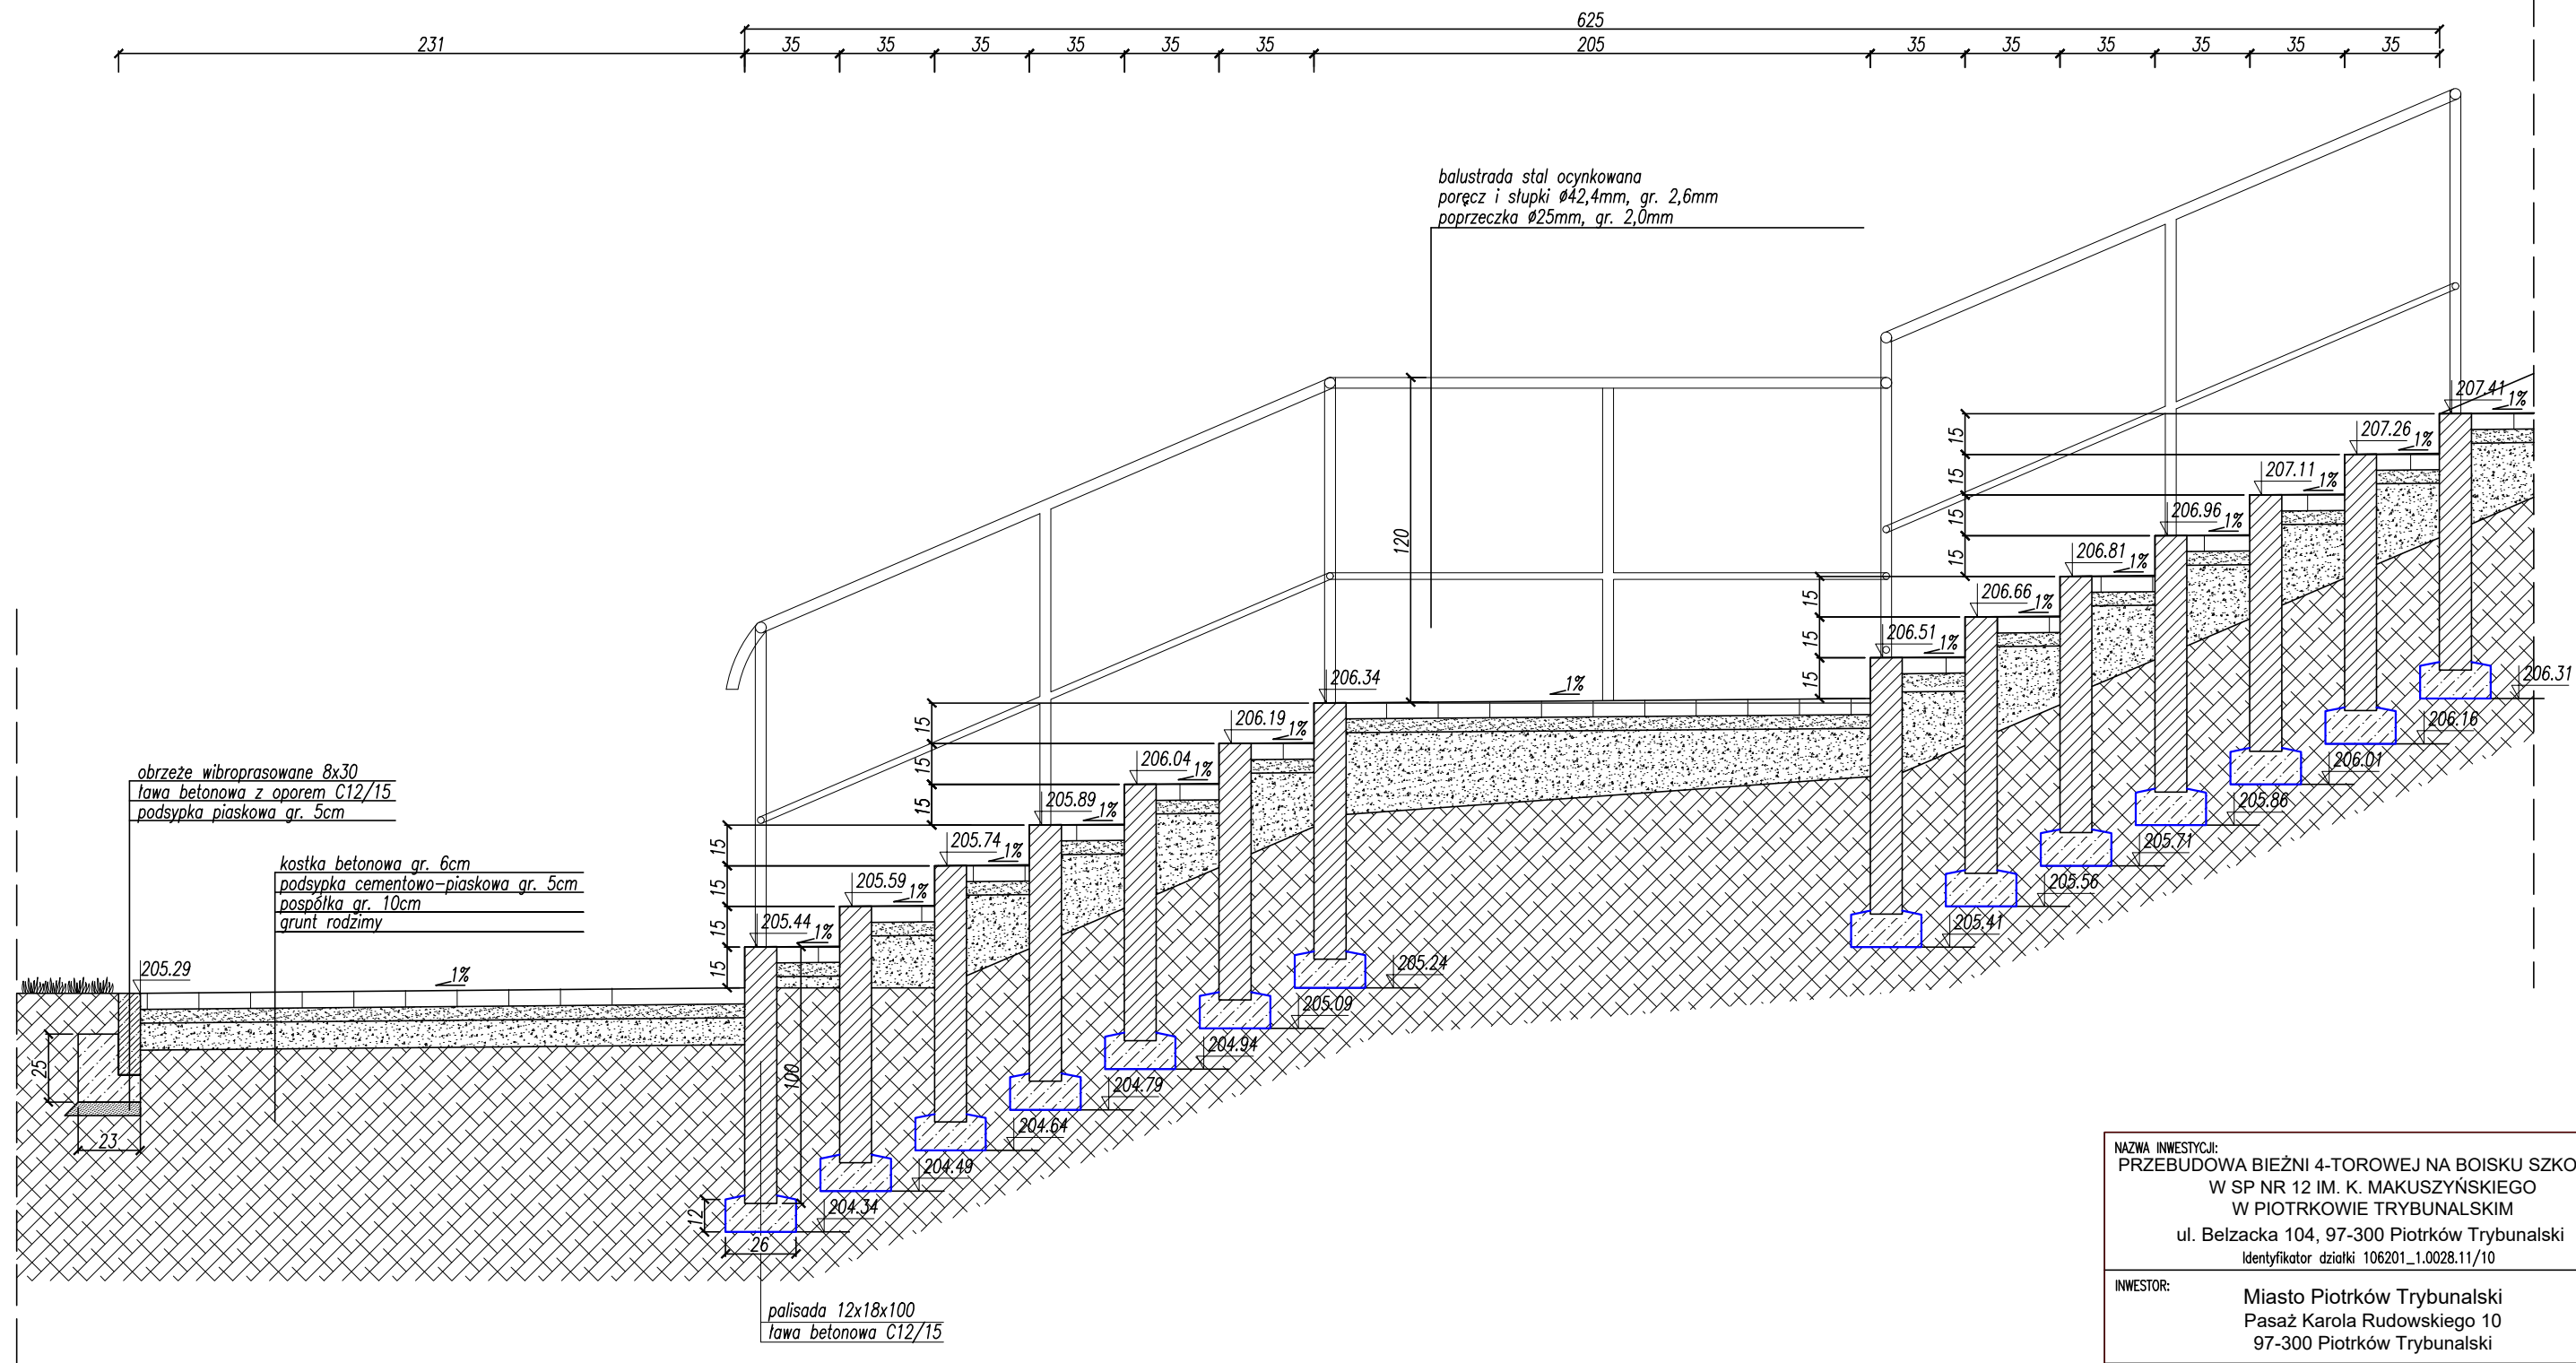 625
231 35 35 35 35 35 35 205 35 35 35 35 35 35
balustrada stal ocynkowana
poręcz i słupki ø42,4mm, gr. 2,6mm
poprzeczka ø25mm, gr. 2,0mm
120
207.41 1%
207.26 1%
207.11 1%
206.96 1%
206.81 1%
206.66 1%
206.51 1%
15
15
15
15
15
15
15
206.34 1%
206.19 1%
206.04 1%
205.89 1%
205.74 1%
205.59 1%
205.44 1%
15
15
15
15
15
15
15
205.29 1%
obrzeże wibroprasowane 8x30
ława betonowa z oporem C12/15
podsypka piaskowa gr. 5cm
kostka betonowa gr. 6cm
podsypka cementowo-piaskowa gr. 5cm
pospółka gr. 10cm
grunt rodzimy
25
23
100
12
26
204.34
204.49
204.64
204.79
204.94
205.09
205.24
205.41
205.56
205.71
205.86
206.01
206.16
206.31
palisada 12x18x100
ława betonowa C12/15
NAZWA INWESTYCJI:
PRZEBUDOWA BIEŻNI 4-TOROWEJ NA BOISKU SZKO
W SP NR 12 IM. K. MAKUSZYŃSKIEGO
W PIOTRKOWIE TRYBUNALSKIM
ul. Belzacka 104, 97-300 Piotrków Trybunalski
Identyfikator działki 106201_1.0028.11/10
INWESTOR:
Miasto Piotrków Trybunalski
Pasaż Karola Rudowskiego 10
97-300 Piotrków Trybunalski